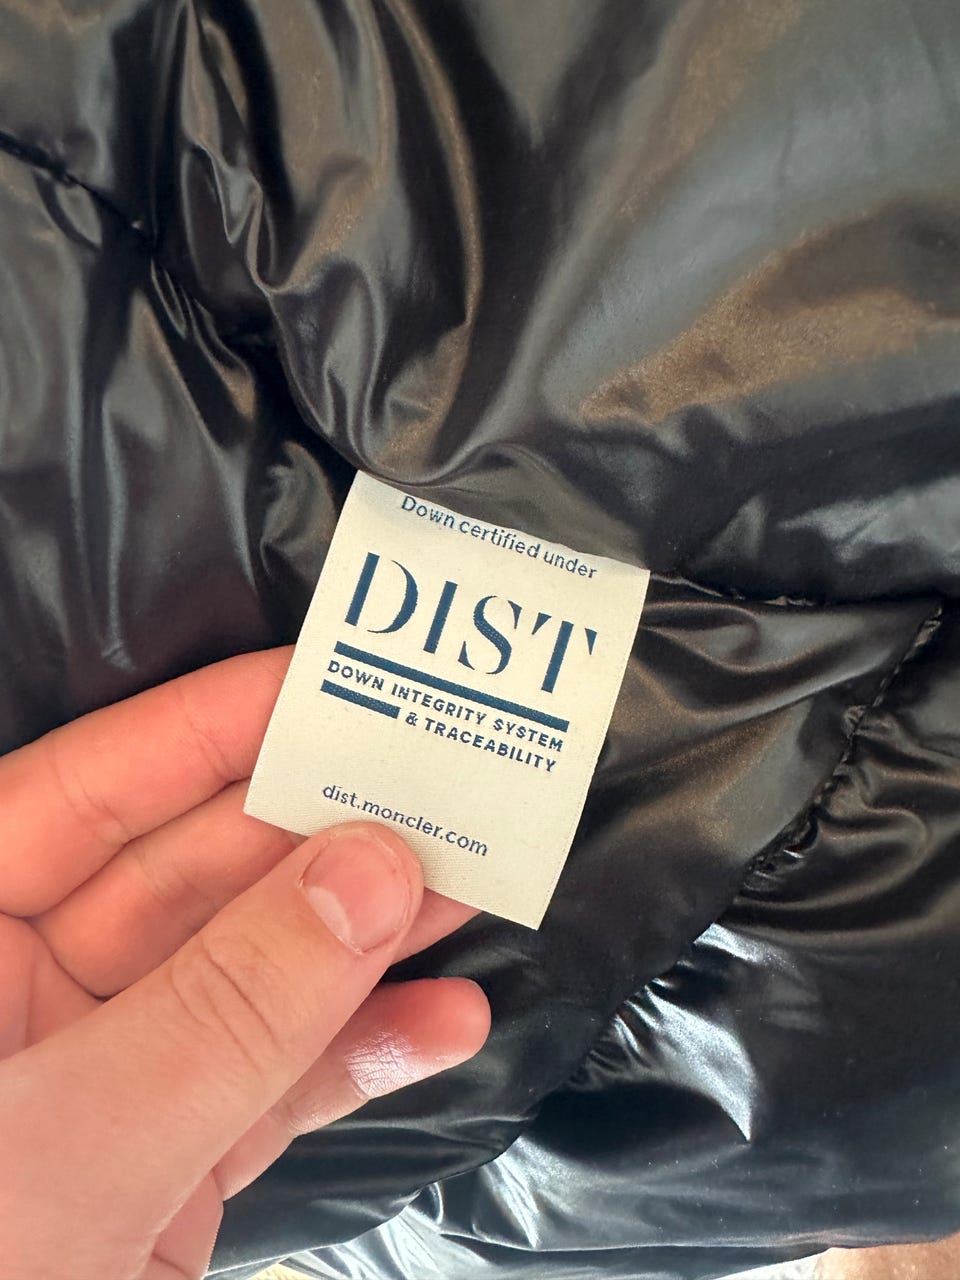 Down certified under
DIST
DOWN INTEGRITY SYSTEM
& TRACEABILITY
dist.moncler.com